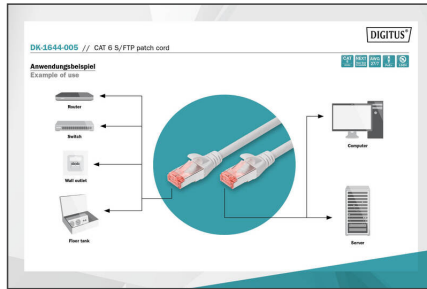 DIGITUS®
DK-1644-005 // CAT 6 S/FTP patch cord
Anwendungsbeispiel
Example of use
Router
Switch
Wall outlet
Floor tank
Computer
Server